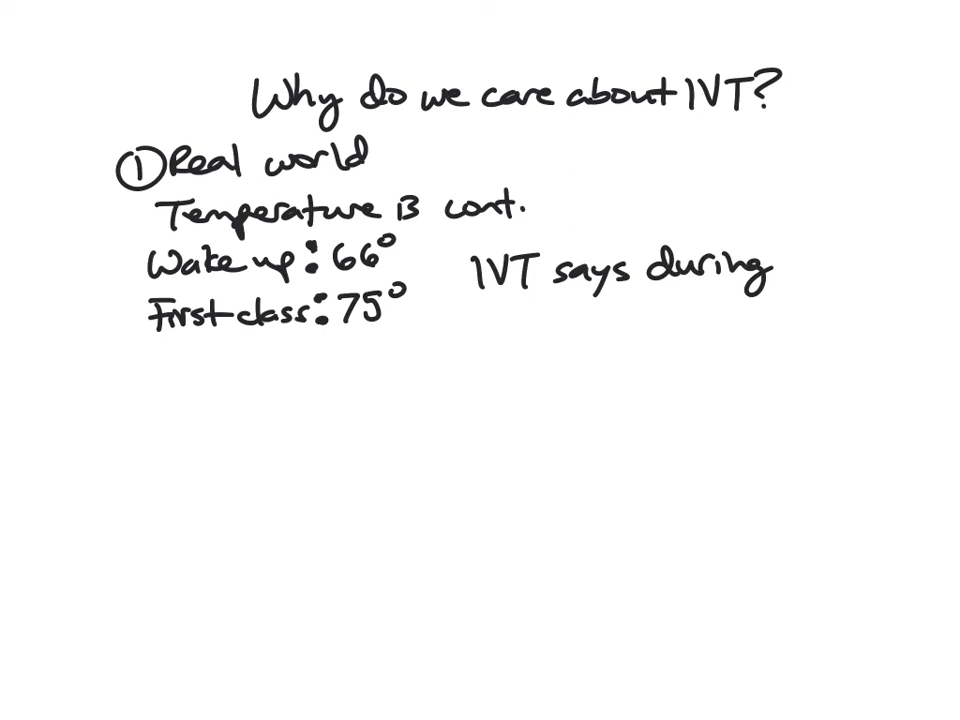 Why do we care about IVT?
① Real world
Temperature is cont.
Wake up: 66°
IVT says during
First class: 75°